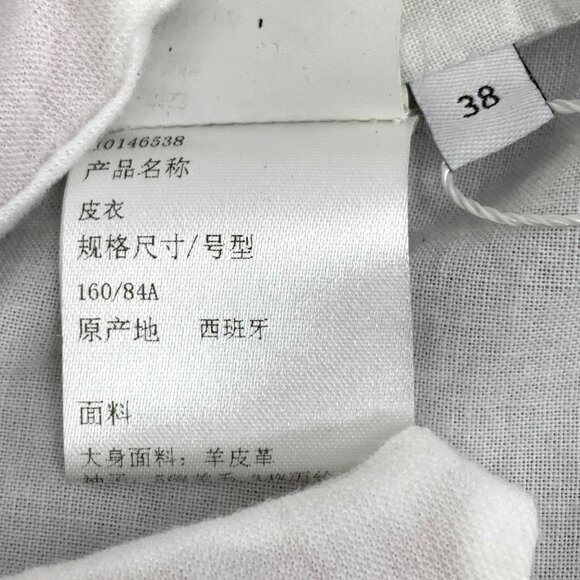 0146538
38
产品名称
皮衣
规格尺寸/号型
160/84A
原产地 西班牙
面料
大身面料: 羊皮革